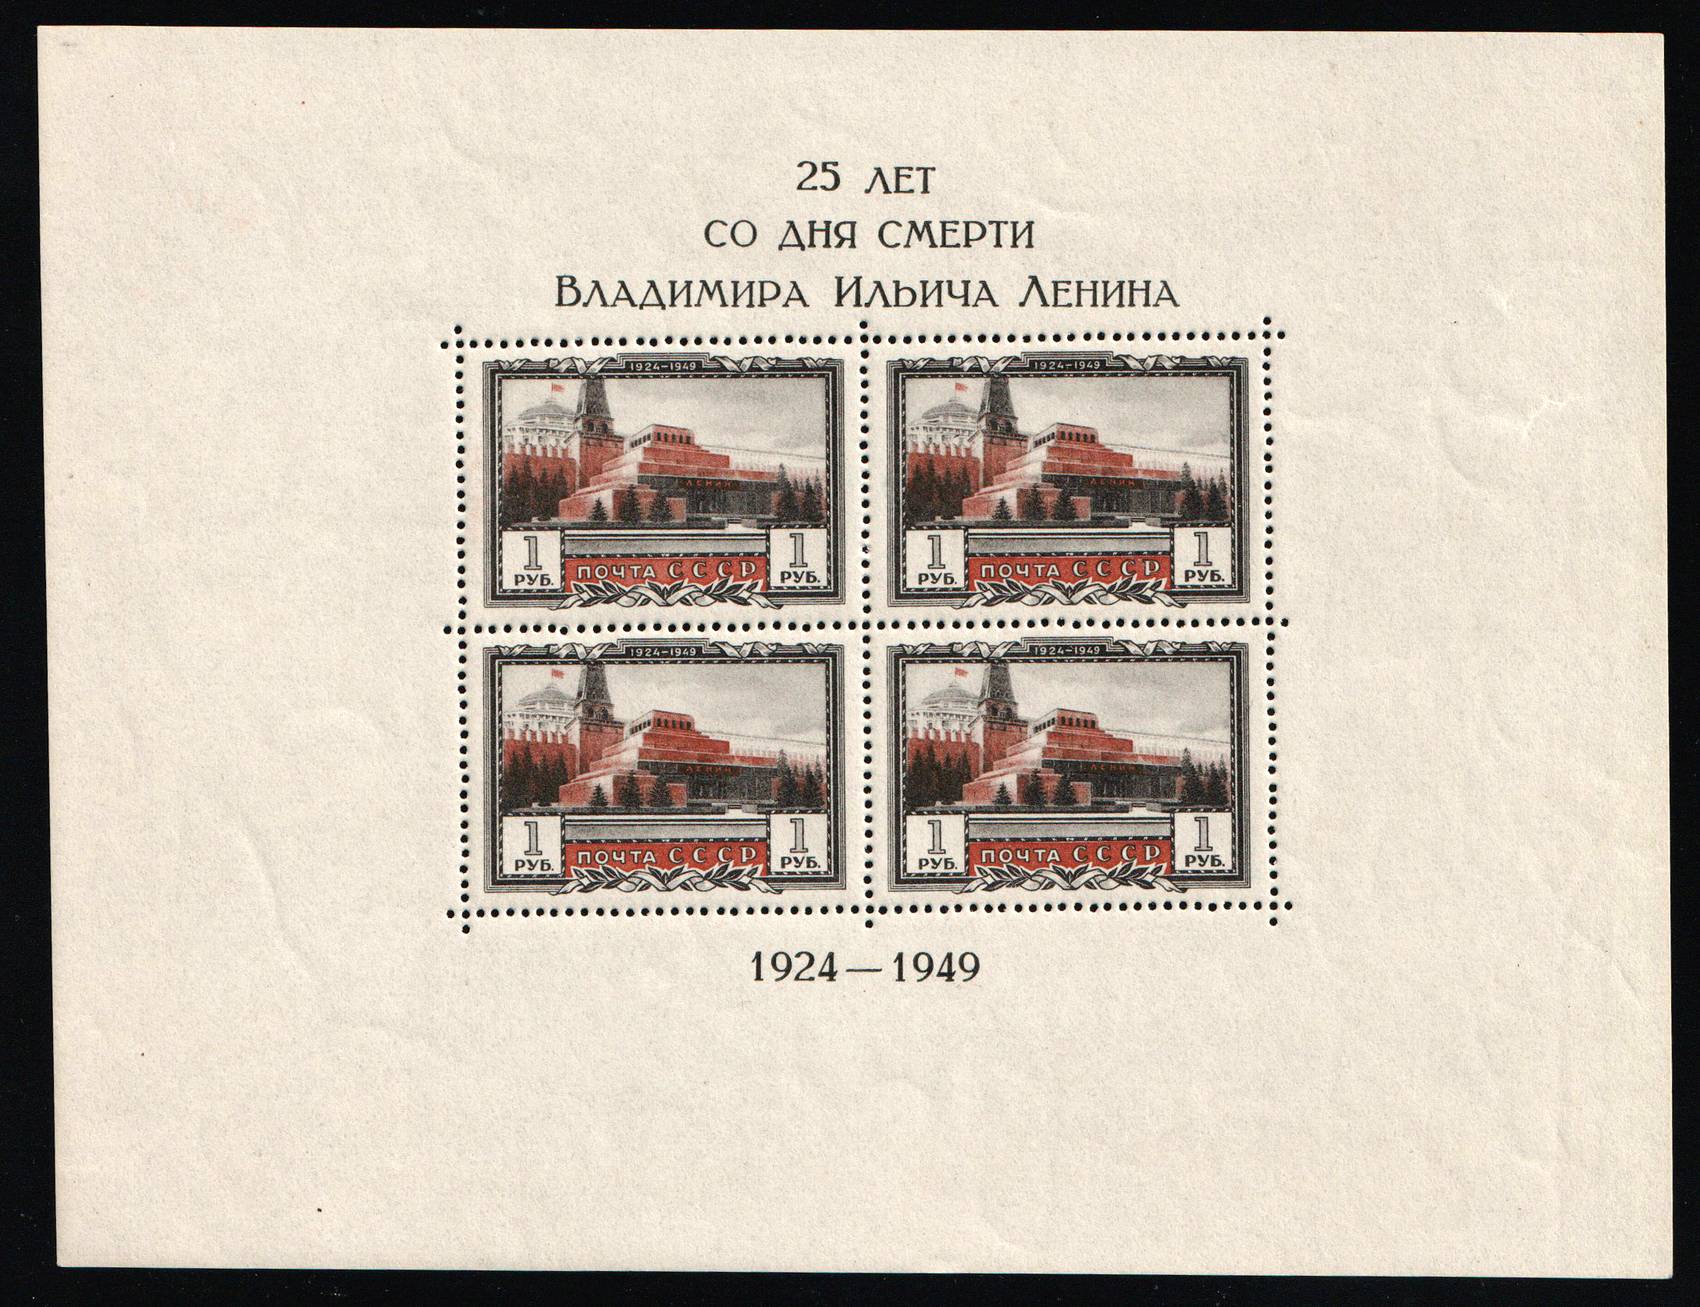 25 ЛЕТ
СО ДНЯ СМЕРТИ
ВЛАДИМИРА ИЛЬИЧА ЛЕНИНА
1924–1949
ЛЕНИН
1 РУБ.
ПОЧТА СССР
1 РУБ.
1924–1949
ЛЕНИН
1 РУБ.
ПОЧТА СССР
1 РУБ.
1924–1949
ЛЕНИН
1 РУБ.
ПОЧТА СССР
1 РУБ.
1924–1949
ЛЕНИН
1 РУБ.
ПОЧТА СССР
1 РУБ.
1924—1949